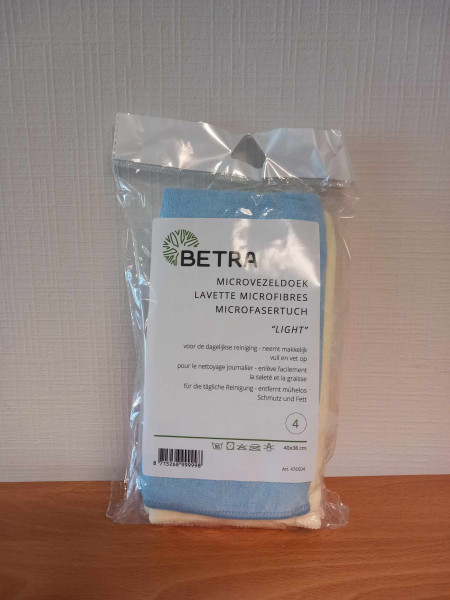 BETRA
MICROVEZELDOEK
LAVETTE MICROFIBRES
MICROFASERTUCH
“LIGHT”
voor de dagelijkse reiniging - neemt makkelijk
vuil en vet op
pour le nettoyage journalier - enlève facilement
la saleté et la graisse
für die tägliche Reinigung - entfernt mühelos
Schmutz und Fett
4
40x38 cm